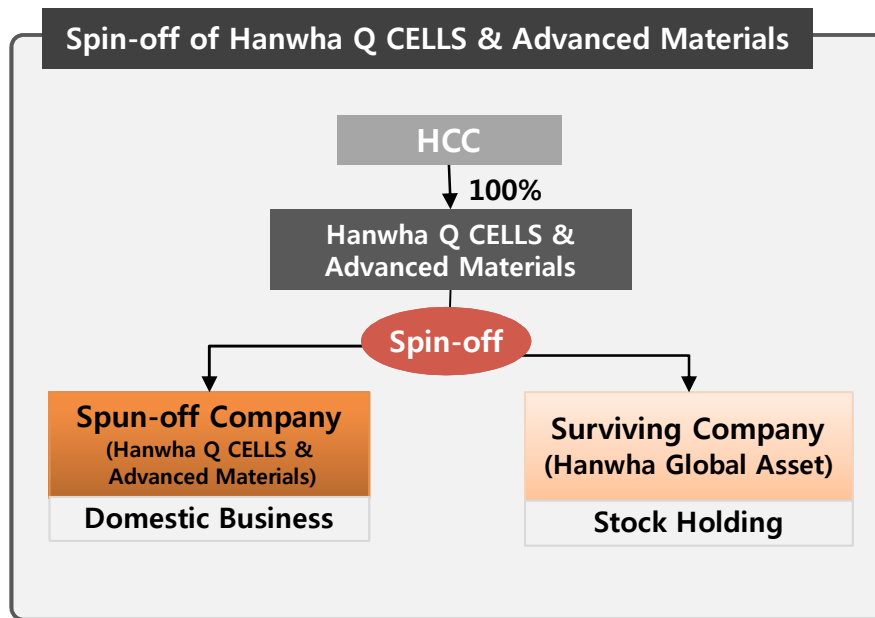 Spin-off of Hanwha Q CELLS & Advanced Materials
HCC
100%
Hanwha Q CELLS &
Advanced Materials
Spin-off
Spun-off Company
(Hanwha Q CELLS &
Advanced Materials)
Domestic Business
Surviving Company
(Hanwha Global Asset)
Stock Holding